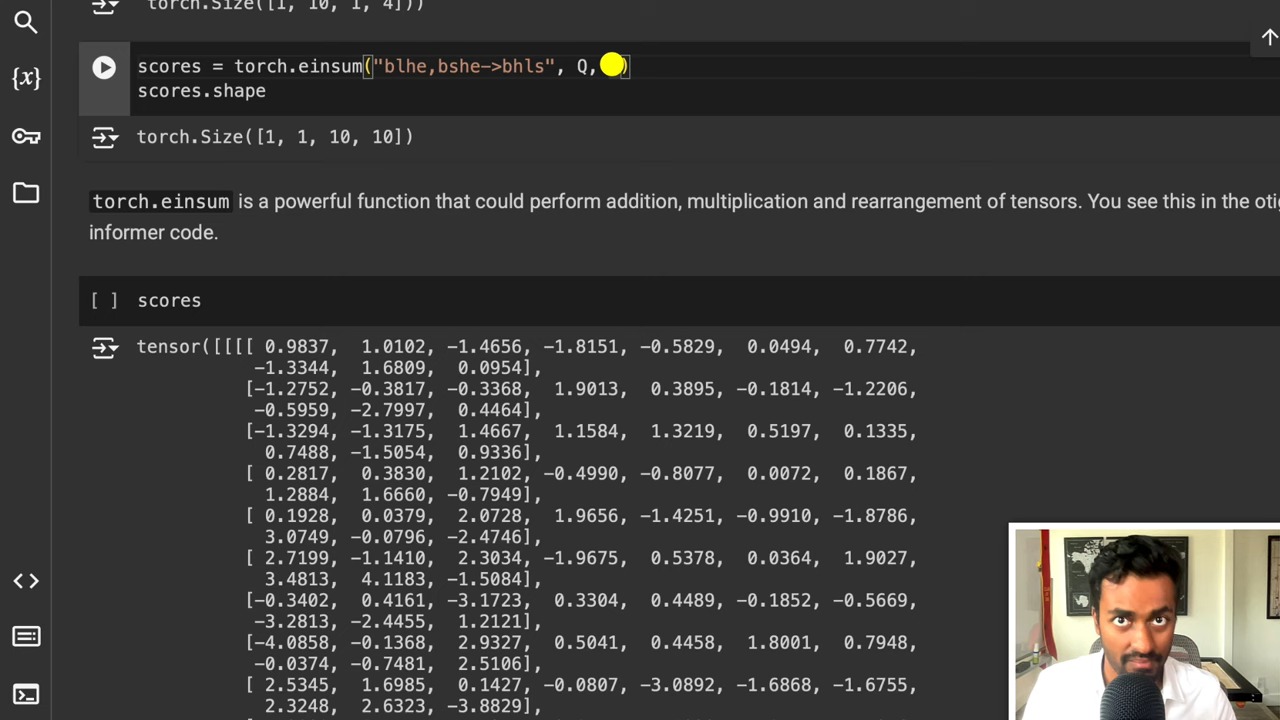 torch.Size([1, 10, 1, 4]))
{x}
scores = torch.einsum("blhe,bshe->bhls", Q, )
scores.shape
torch.Size([1, 1, 10, 10])
torch.einsum is a powerful function that could perform addition, multiplication and rearrangement of tensors. You see this in the otig
informer code.
[ ] scores
tensor([[[[ 0.9837, 1.0102, -1.4656, -1.8151, -0.5829, 0.0494, 0.7742,
-1.3344, 1.6809, 0.0954],
[-1.2752, -0.3817, -0.3368, 1.9013, 0.3895, -0.1814, -1.2206,
-0.5959, -2.7997, 0.4464],
[-1.3294, -1.3175, 1.4667, 1.1584, 1.3219, 0.5197, 0.1335,
0.7488, -1.5054, 0.9336],
[ 0.2817, 0.3830, 1.2102, -0.4990, -0.8077, 0.0072, 0.1867,
1.2884, 1.6660, -0.7949],
[ 0.1928, 0.0379, 2.0728, 1.9656, -1.4251, -0.9910, -1.8786,
3.0749, -0.0796, -2.4746],
[ 2.7199, -1.1410, 2.3034, -1.9675, 0.5378, 0.0364, 1.9027,
3.4813, 4.1183, -1.5084],
[-0.3402, 0.4161, -3.1723, 0.3304, 0.4489, -0.1852, -0.5669,
-3.2813, -2.4455, 1.2121],
[-4.0858, -0.1368, 2.9327, 0.5041, 0.4458, 1.8001, 0.7948,
-0.0374, -0.7481, 2.5106],
[ 2.5345, 1.6985, 0.1427, -0.0807, -3.0892, -1.6868, -1.6755,
2.3248, 2.6323, -3.8829],